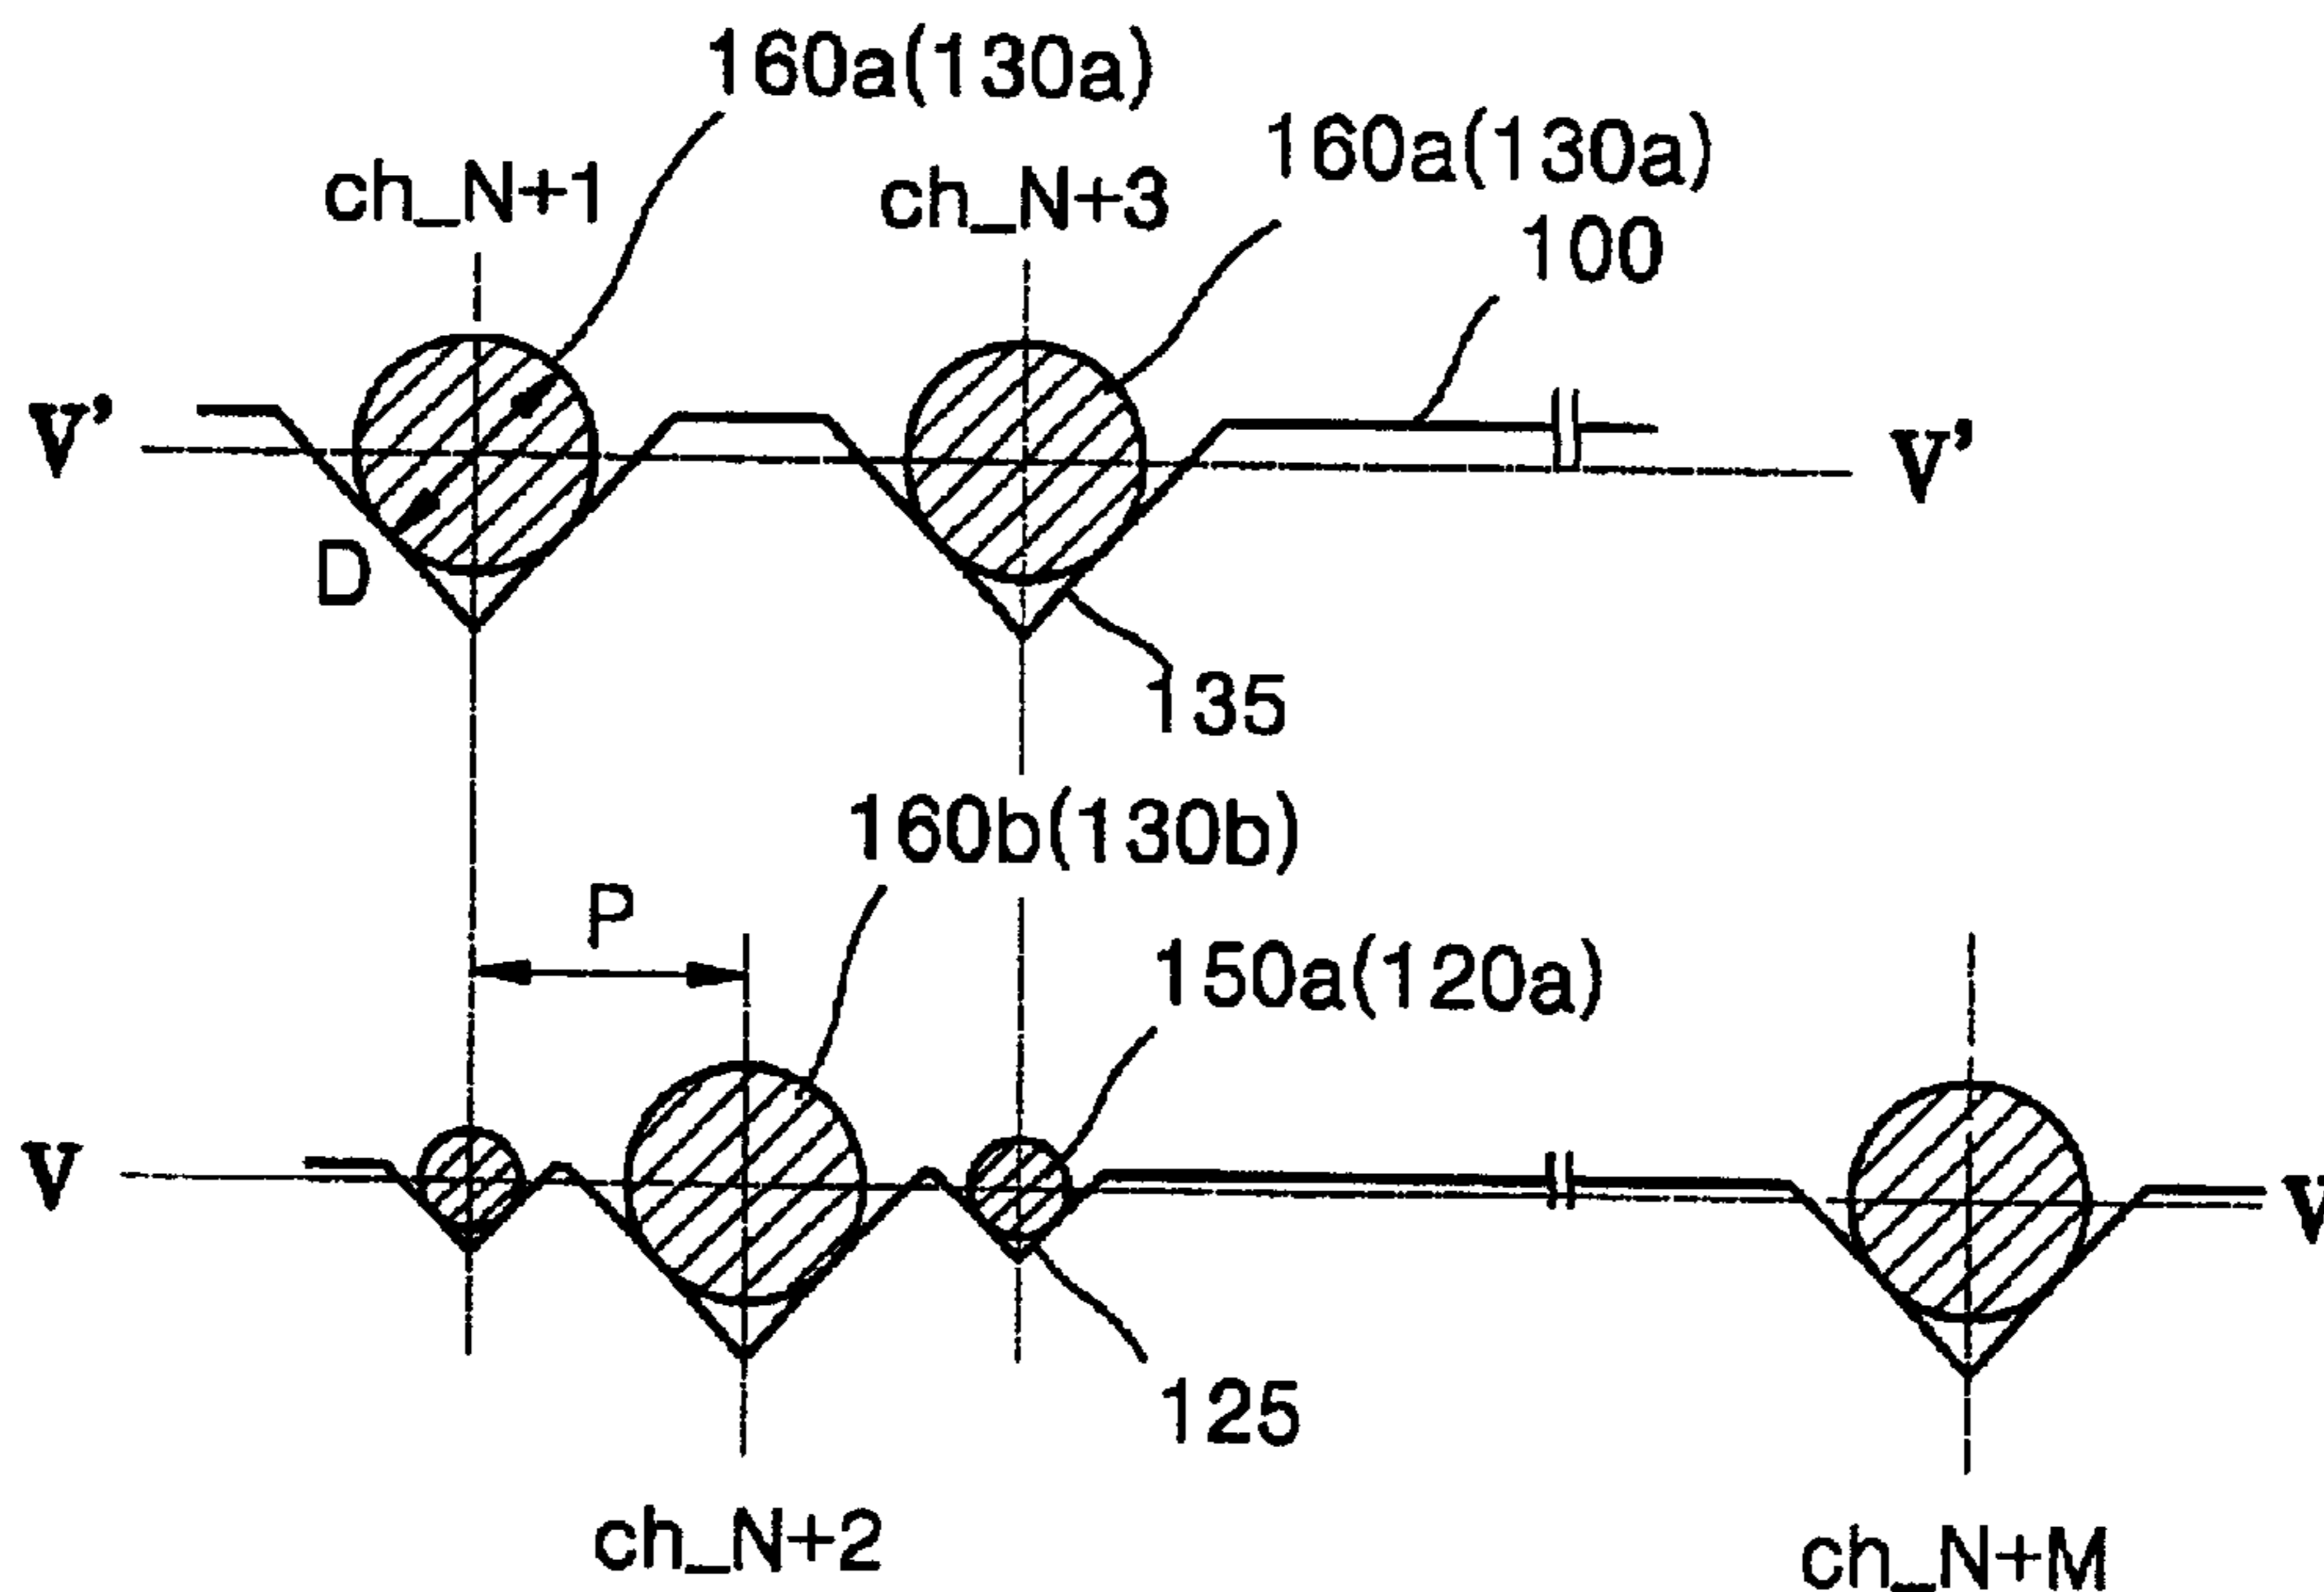 160a(130a)
160a(130a)
ch_N+1
ch_N+3
100
V'
V'
D
135
160b(130b)
P
150a(120a)
V
V
125
ch_N+2
ch_N+M